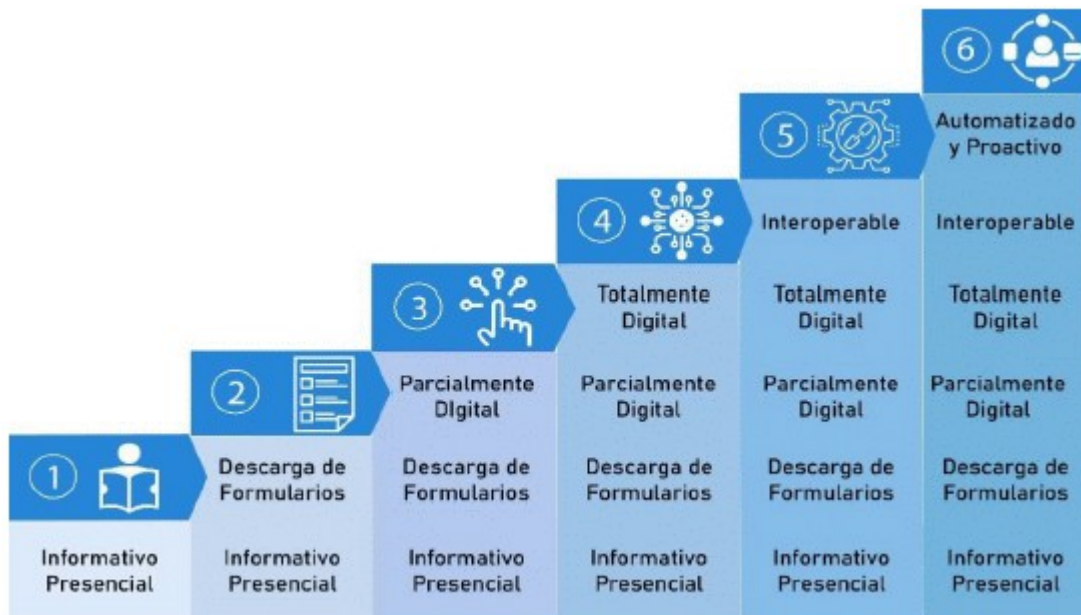 6
5
Automatizado
y Proactivo
4
Interoperable
Interoperable
3
Totalmente
Digital
Totalmente
Digital
Totalmente
Digital
2
Parcialmente
DIgital
Parcialmente
Digital
Parcialmente
Digital
Parcialmente
Digital
1
Descarga de
Formularios
Descarga de
Formularios
Descarga de
Formularios
Descarga de
Formularios
Descarga de
Formularios
Informativo
Presencial
Informativo
Presencial
Informativo
Presencial
Informativo
Presencial
Informativo
Presencial
Informativo
Presencial